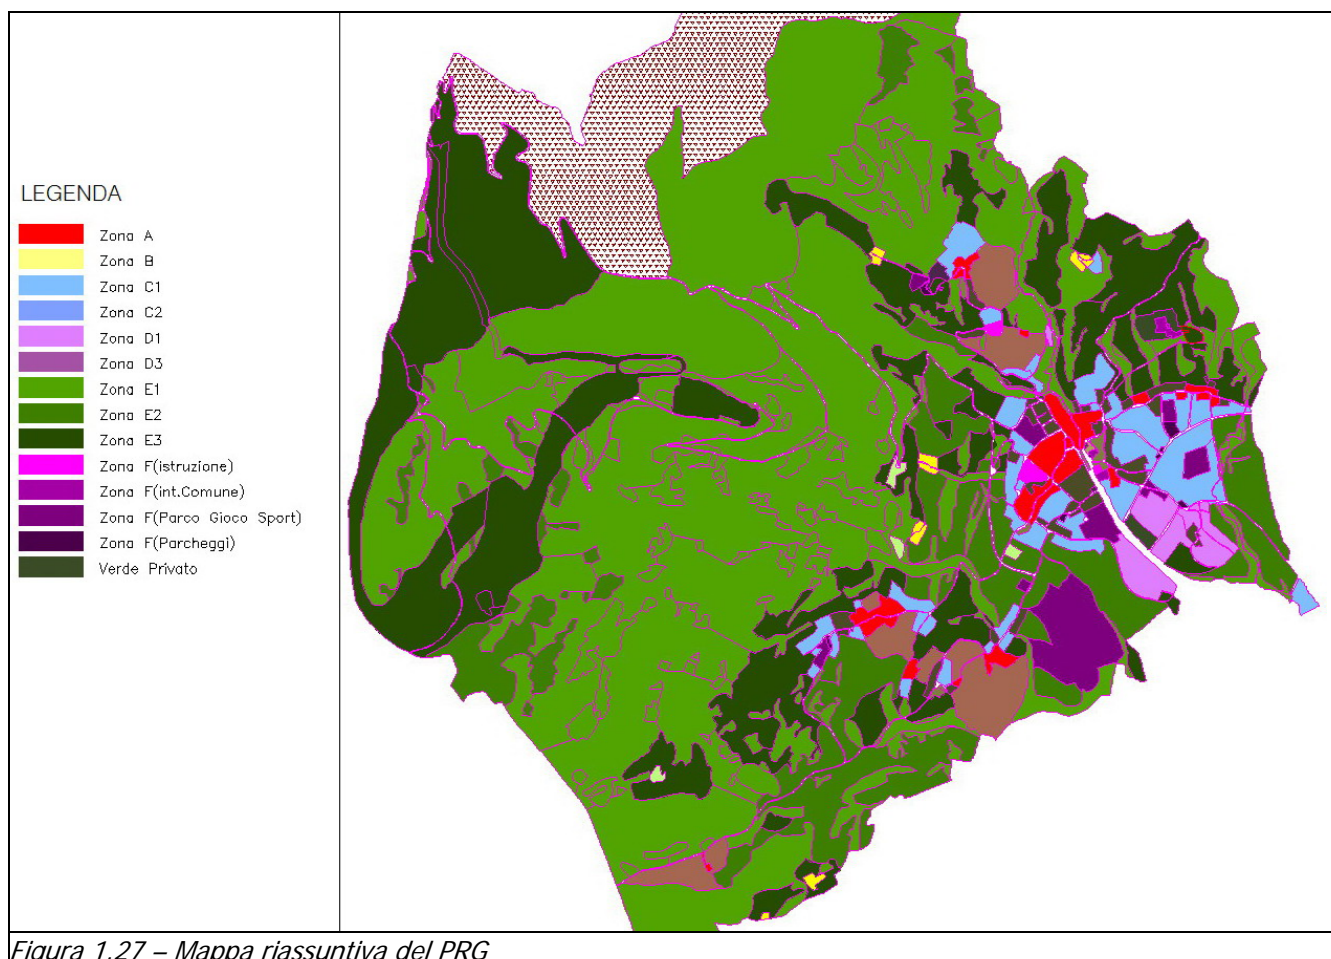 LEGENDA
Zona A
Zona B
Zona C1
Zona C2
Zona D1
Zona D3
Zona E1
Zona E2
Zona E3
Zona F(istruzione)
Zona F(int.Comune)
Zona F(Parco Gioco Sport)
Zona F(Parcheggi)
Verde Privato
Figura 1.27 – Mappa riassuntiva del PRG